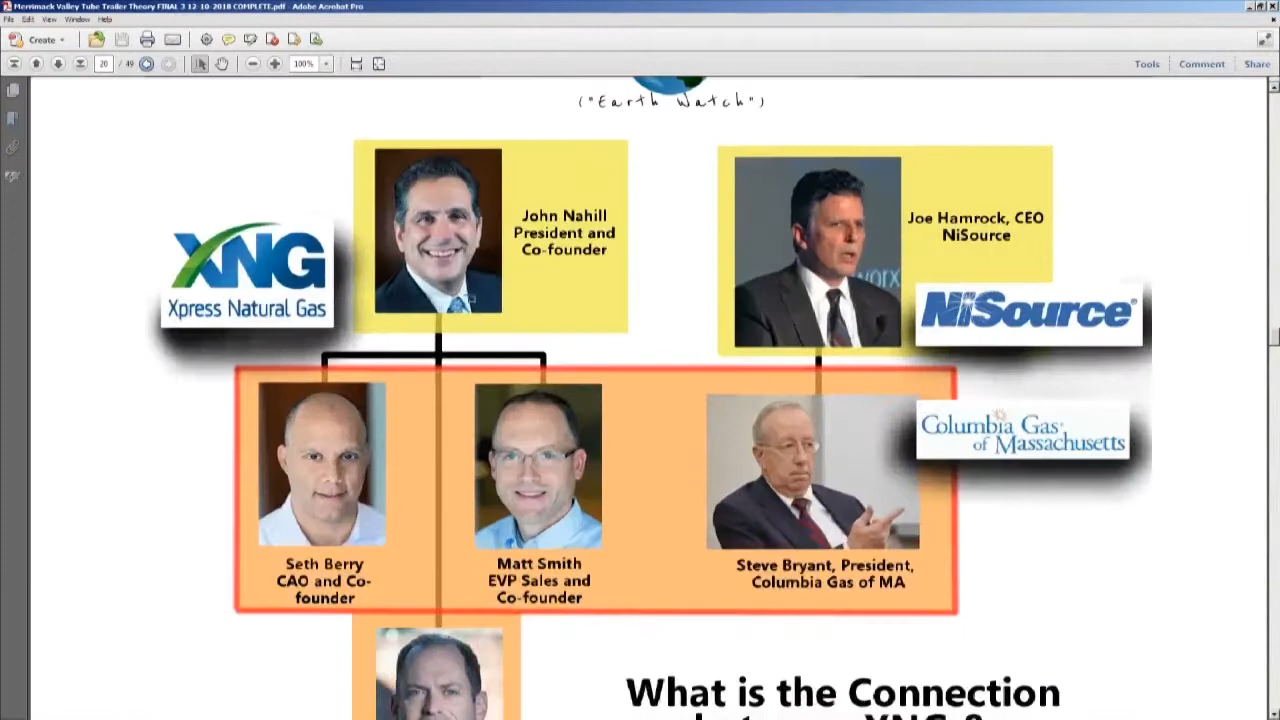 Merrimack Valley Tube Trailer Theory FINAL 3 12-10-2018 COMPLETE.pdf - Adobe Acrobat Pro
File Edit View Window Help
Create
20 / 49 100% Tools Comment Share
("Earth Watch")
John Nahill
President and
Co-founder
Joe Hamrock, CEO
NiSource
worx
XNG
Xpress Natural Gas
NiSource®
Columbia Gas
of Massachusetts
Seth Berry
CAO and Co-
founder
Matt Smith
EVP Sales and
Co-founder
Steve Bryant, President,
Columbia Gas of MA
What is the Connection
between XNG &